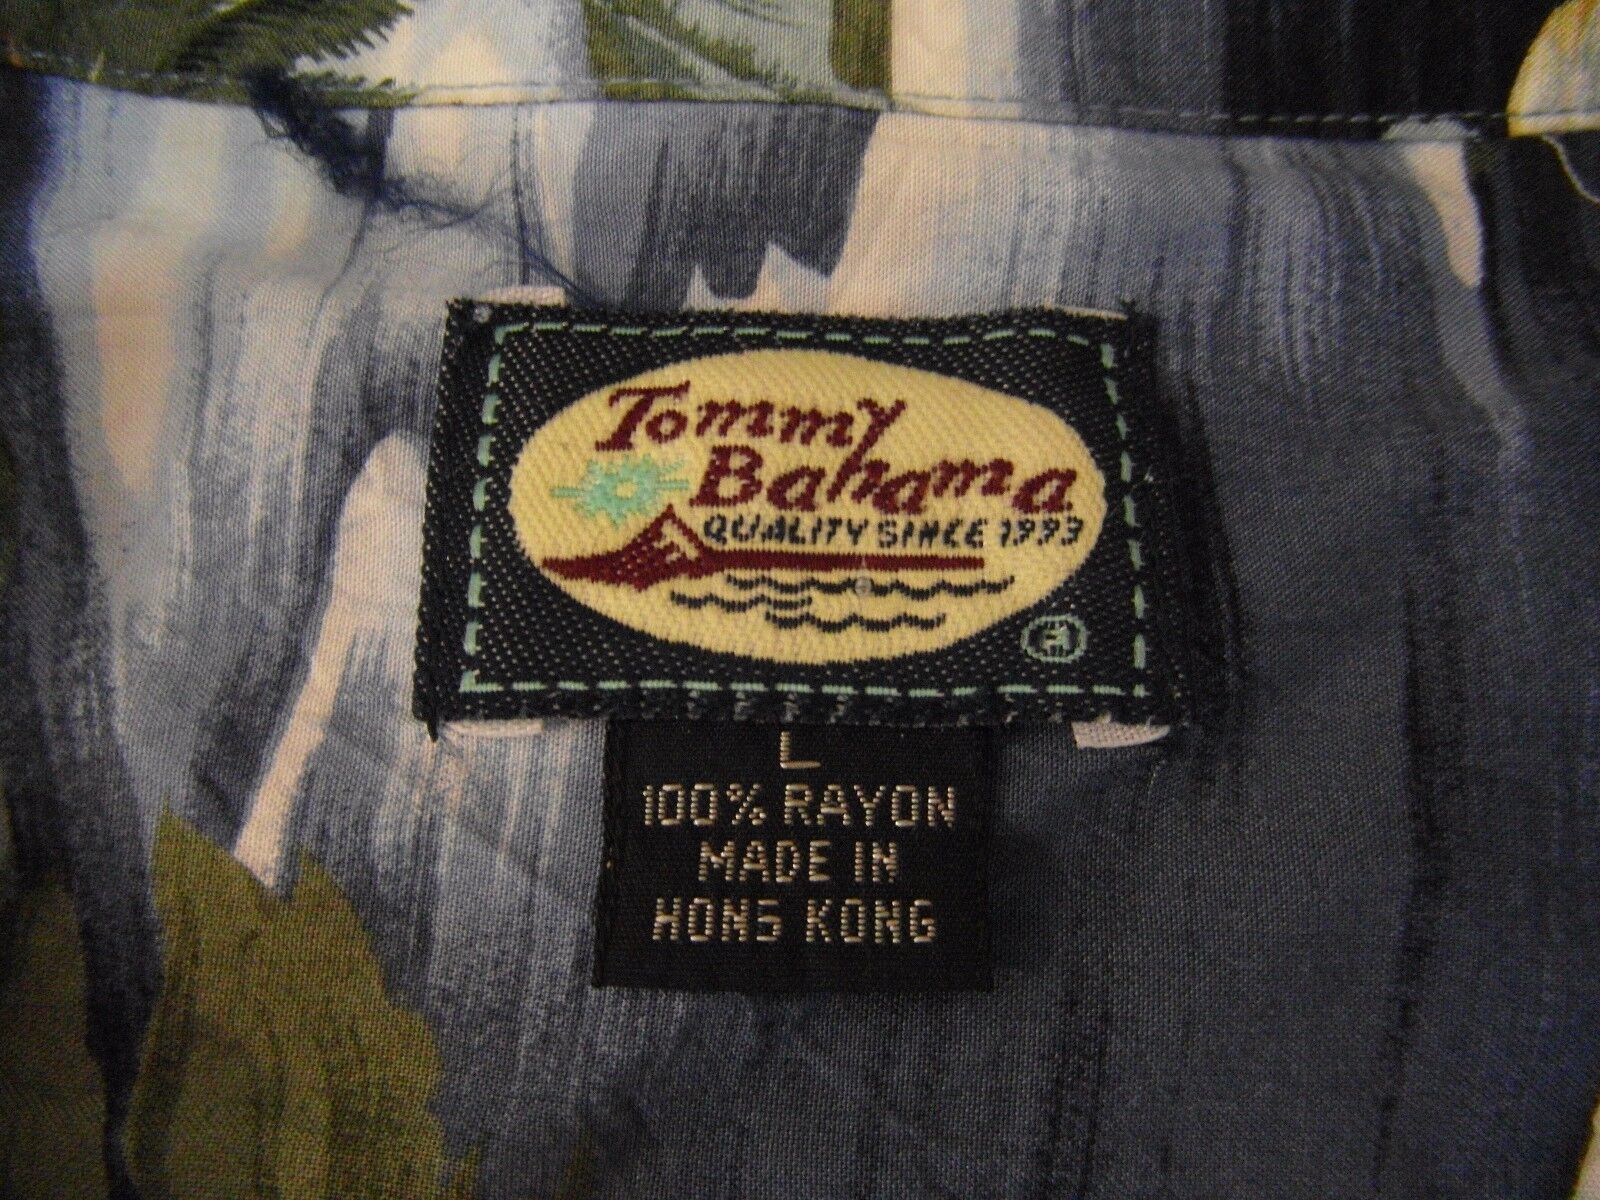 Tommy
Bahama
QUALITY SINCE 1993
L
100% RAYON
MADE IN
HONG KONG